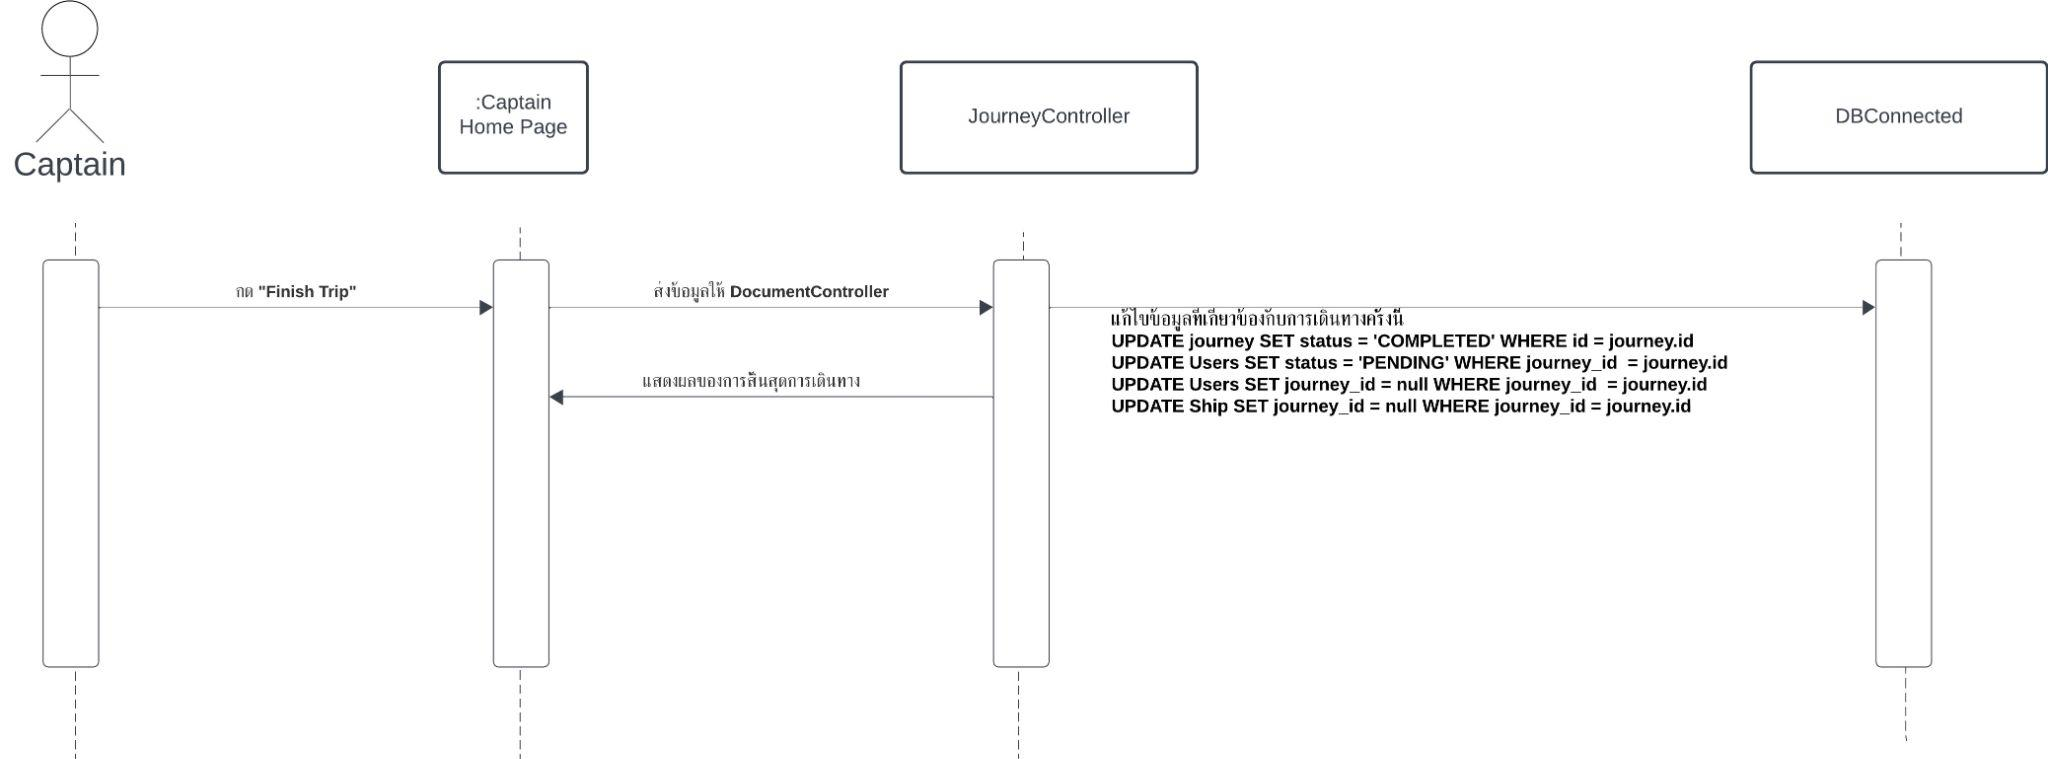 Captain
:Captain
Home Page
JourneyController
DBConnected
กด "Finish Trip"
ส่งข้อมูลให้ DocumentController
แก้ไขข้อมูลที่เกี่ยวข้องกับการเดินทางครั้งนี้
UPDATE journey SET status = 'COMPLETED' WHERE id = journey.id
UPDATE Users SET status = 'PENDING' WHERE journey_id  = journey.id
UPDATE Users SET journey_id = null WHERE journey_id  = journey.id
UPDATE Ship SET journey_id = null WHERE journey_id = journey.id
แสดงผลของการสิ้นสุดการเดินทาง